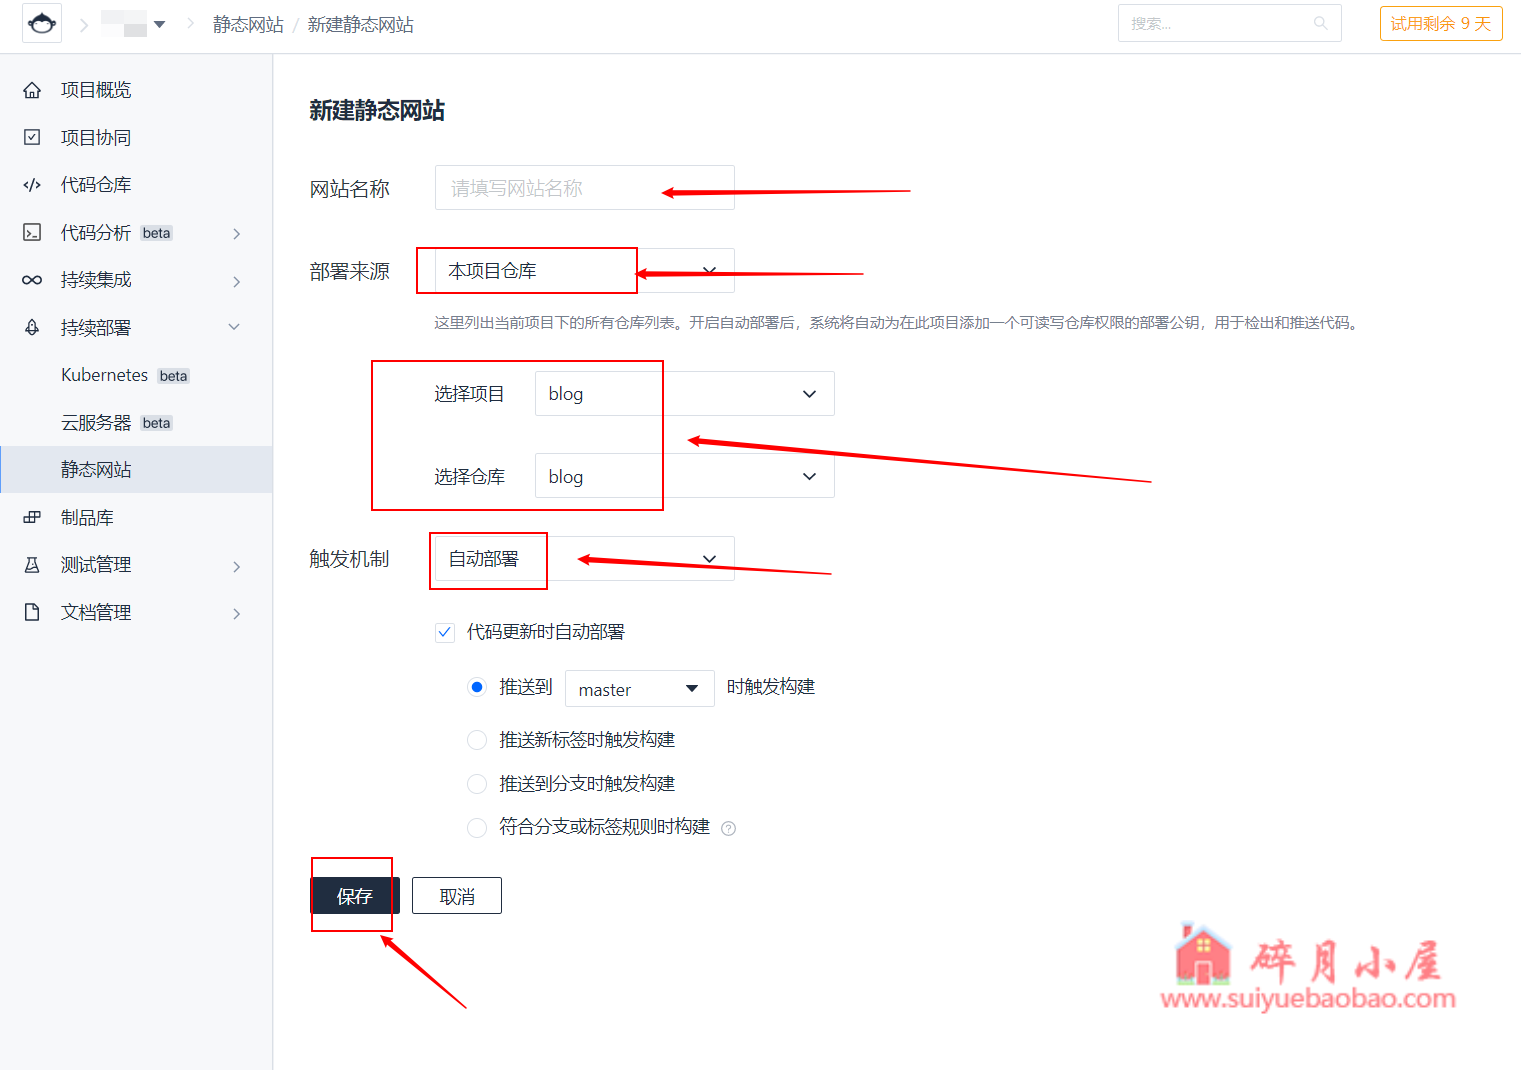 静态网站 / 新建静态网站
搜索...
试用剩余 9 天
项目概览
项目协同
代码仓库
代码分析 beta
持续集成
持续部署
Kubernetes beta
云服务器 beta
静态网站
制品库
测试管理
文档管理
新建静态网站
网站名称 请填写网站名称
部署来源 本项目仓库
这里列出当前项目下的所有仓库列表。开启自动部署后，系统将自动为在此项目添加一个可读写仓库权限的部署公钥，用于检出和推送代码。
选择项目 blog
选择仓库 blog
触发机制 自动部署
代码更新时自动部署
推送到 master 时触发构建
推送新标签时触发构建
推送到分支时触发构建
符合分支或标签规则时构建 ?
保存 取消
碎月小屋
www.suiyuebaobao.com